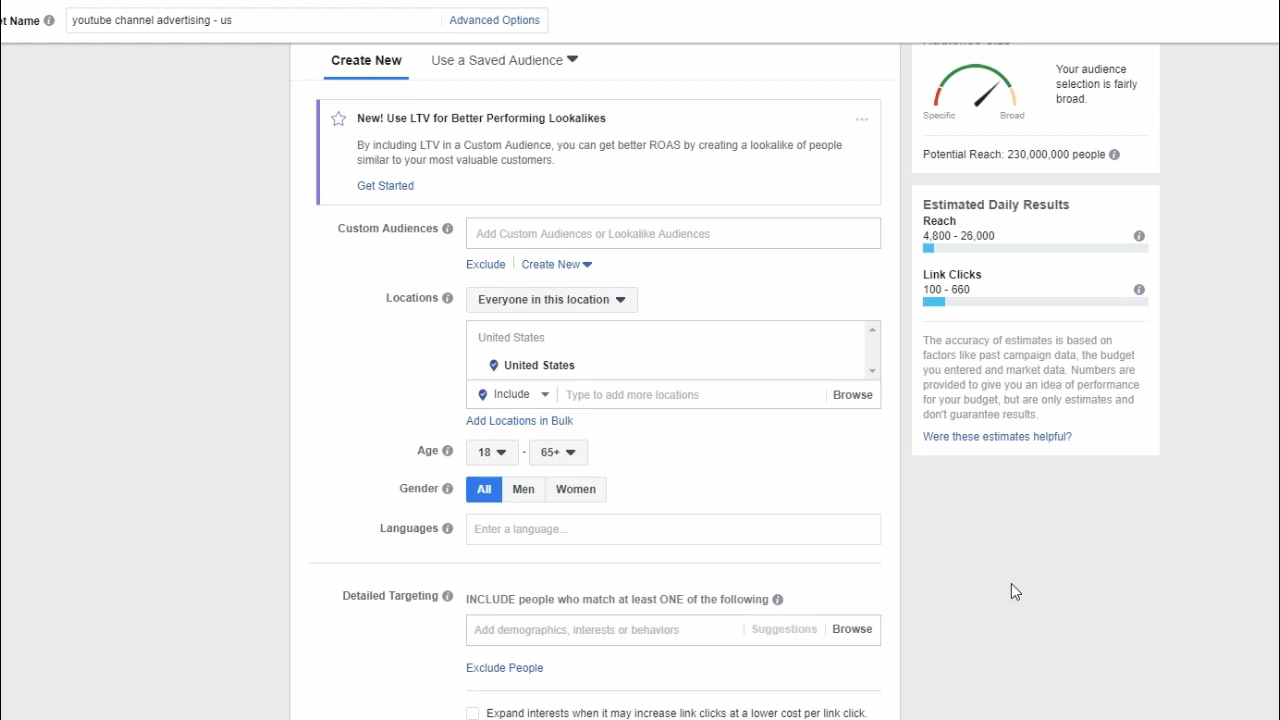 et Name
youtube channel advertising - us
Advanced Options
Create New
Use a Saved Audience
New! Use LTV for Better Performing Lookalikes
By including LTV in a Custom Audience, you can get better ROAS by creating a lookalike of people
similar to your most valuable customers.
Get Started
Custom Audiences
Add Custom Audiences or Lookalike Audiences
Exclude
Create New
Locations
Everyone in this location
United States
United States
Include
Type to add more locations
Browse
Add Locations in Bulk
Age
18 - 65+
Gender
All
Men
Women
Languages
Enter a language...
Detailed Targeting
INCLUDE people who match at least ONE of the following
Add demographics, interests or behaviors
Suggestions
Browse
Exclude People
Expand interests when it may increase link clicks at a lower cost per link click.
Audience Size
Your audience
selection is fairly
broad.
Specific
Broad
Potential Reach: 230,000,000 people
Estimated Daily Results
Reach
4,800 - 26,000
Link Clicks
100 - 660
The accuracy of estimates is based on
factors like past campaign data, the budget
you entered and market data. Numbers are
provided to give you an idea of performance
for your budget, but are only estimates and
don't guarantee results.
Were these estimates helpful?